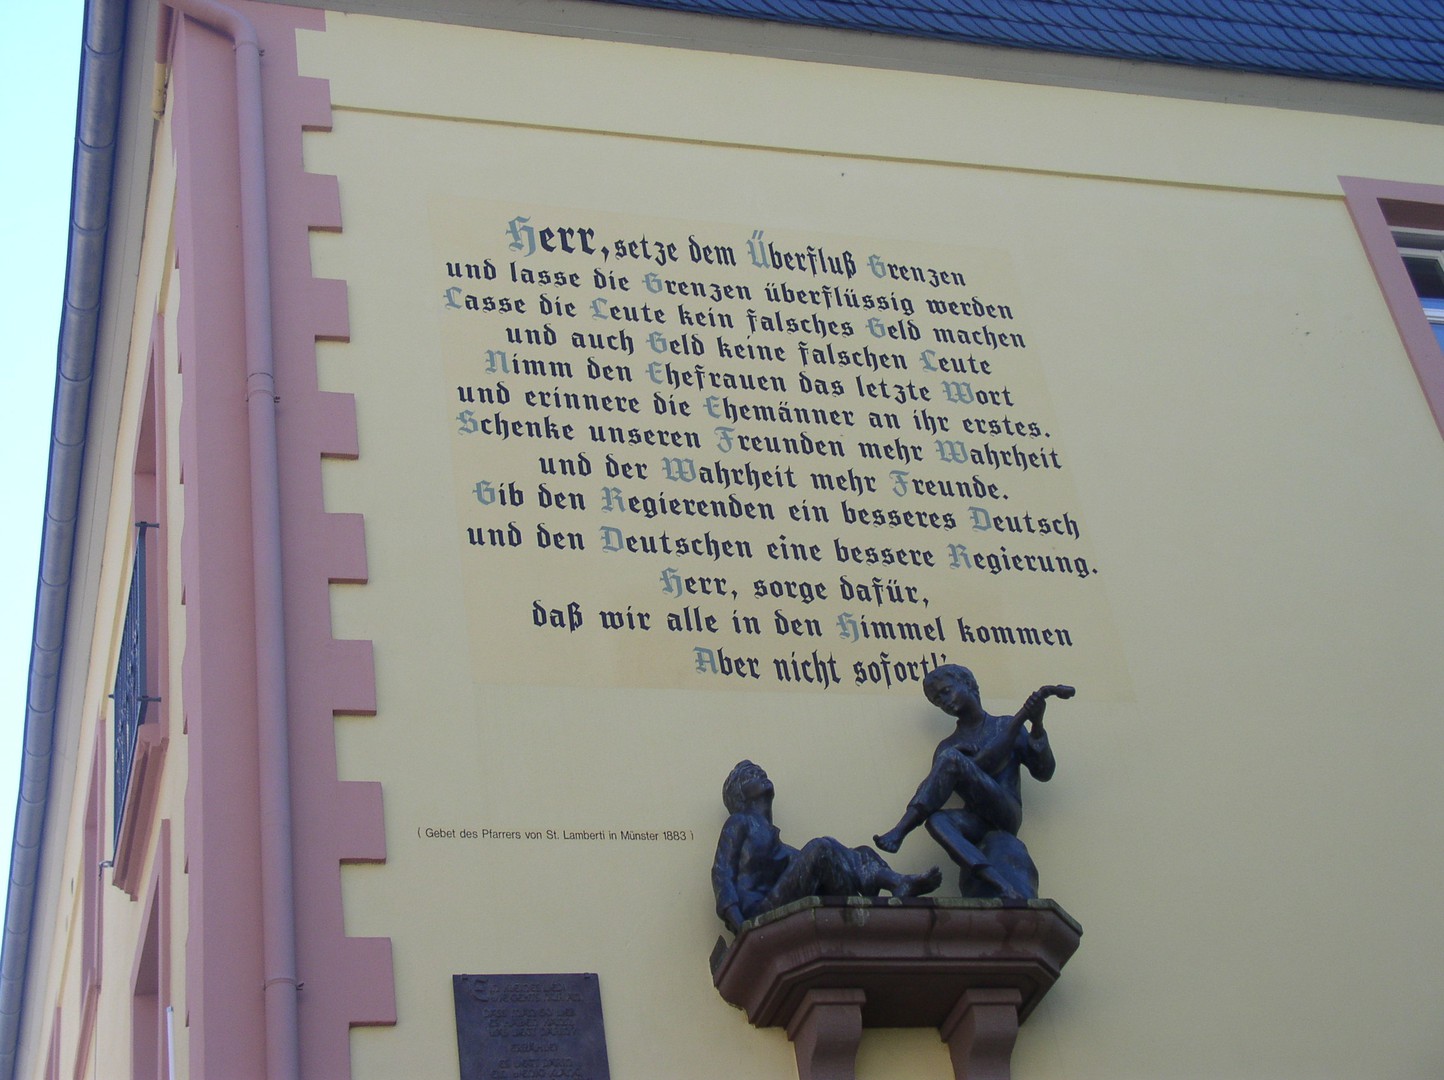 Herr, setze dem Überfluß Grenzen
und lasse die Grenzen überflüssig werden
Lasse die Leute kein falsches Geld machen
und auch Geld keine falschen Leute
Nimm den Ehefrauen das letzte Wort
und erinnere die Ehemänner an ihr erstes.
Schenke unseren Freunden mehr Wahrheit
und der Wahrheit mehr Freunde.
Gib den Regierenden ein besseres Deutsch
und den Deutschen eine bessere Regierung.
Herr, sorge dafür,
daß wir alle in den Himmel kommen
Aber nicht sofort!
( Gebet des Pfarrers von St. Lamberti in Münster 1883 )